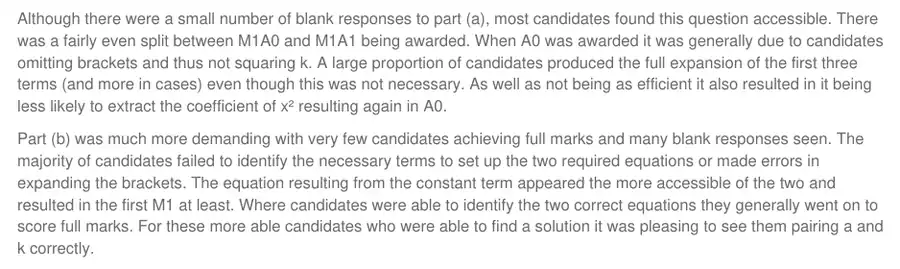 Although there were a small number of blank responses to part (a), most candidates found this question accessible. There
was a fairly even split between M1A0 and M1A1 being awarded. When A0 was awarded it was generally due to candidates
omitting brackets and thus not squaring k. A large proportion of candidates produced the full expansion of the first three
terms (and more in cases) even though this was not necessary. As well as not being as efficient it also resulted in it being
less likely to extract the coefficient of x² resulting again in A0.
Part (b) was much more demanding with very few candidates achieving full marks and many blank responses seen. The
majority of candidates failed to identify the necessary terms to set up the two required equations or made errors in
expanding the brackets. The equation resulting from the constant term appeared the more accessible of the two and
resulted in the first M1 at least. Where candidates were able to identify the two correct equations they generally went on to
score full marks. For these more able candidates who were able to find a solution it was pleasing to see them pairing a and
k correctly.